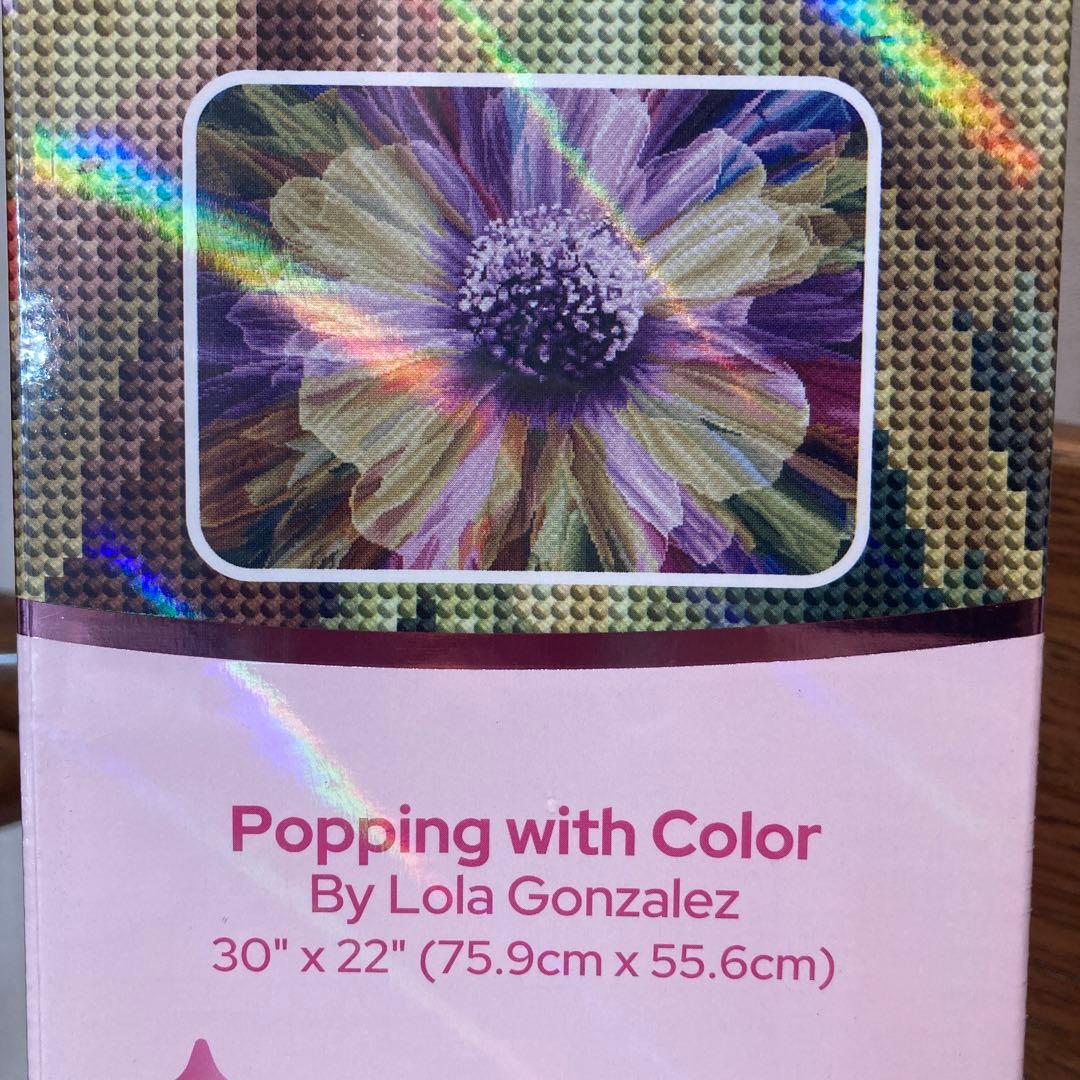 Popping with Color
By Lola Gonzalez
30" x 22" (75.9cm x 55.6cm)